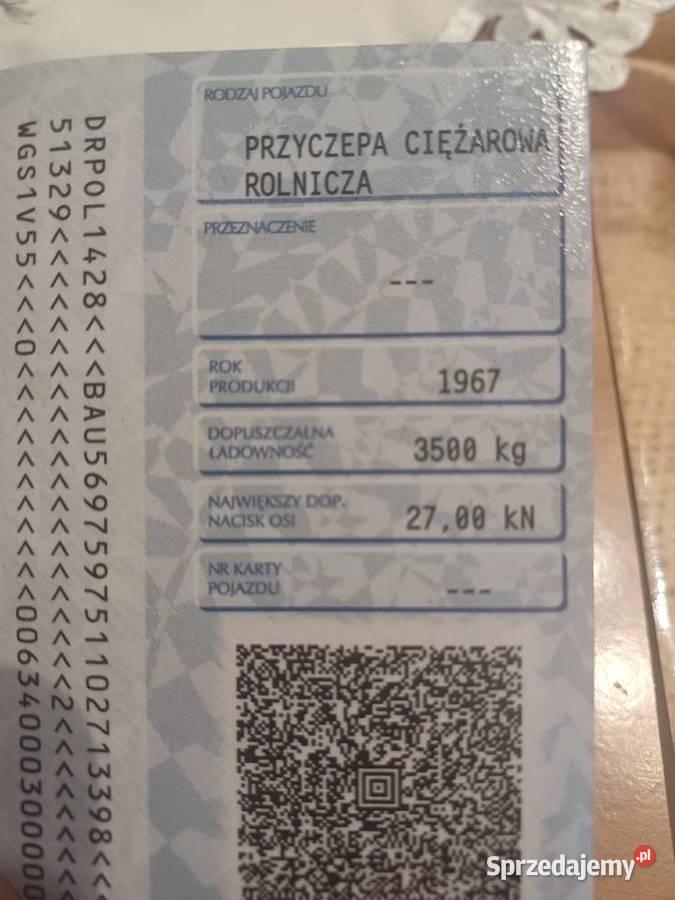 RODZAJ POJAZDU
PRZYCZEPA CIĘŻAROWA
ROLNICZA
PRZEZNACZENIE
---
ROK
PRODUKCJI
1967
DOPUSZCZALNA
ŁADOWNOŚĆ
3500 kg
NAJWIĘKSZY DOP.
NACISK OSI
27,00 kN
NR KARTY
POJAZDU
---
DRPOL1428<<<BAU569759751102713398<<
51329<<<<<<<<<<<<<<<<<<<<2<<<<<<<<
WGS1V55<<<0<<<<<<<<<<<00634000300000
Sprzedajemy.pl